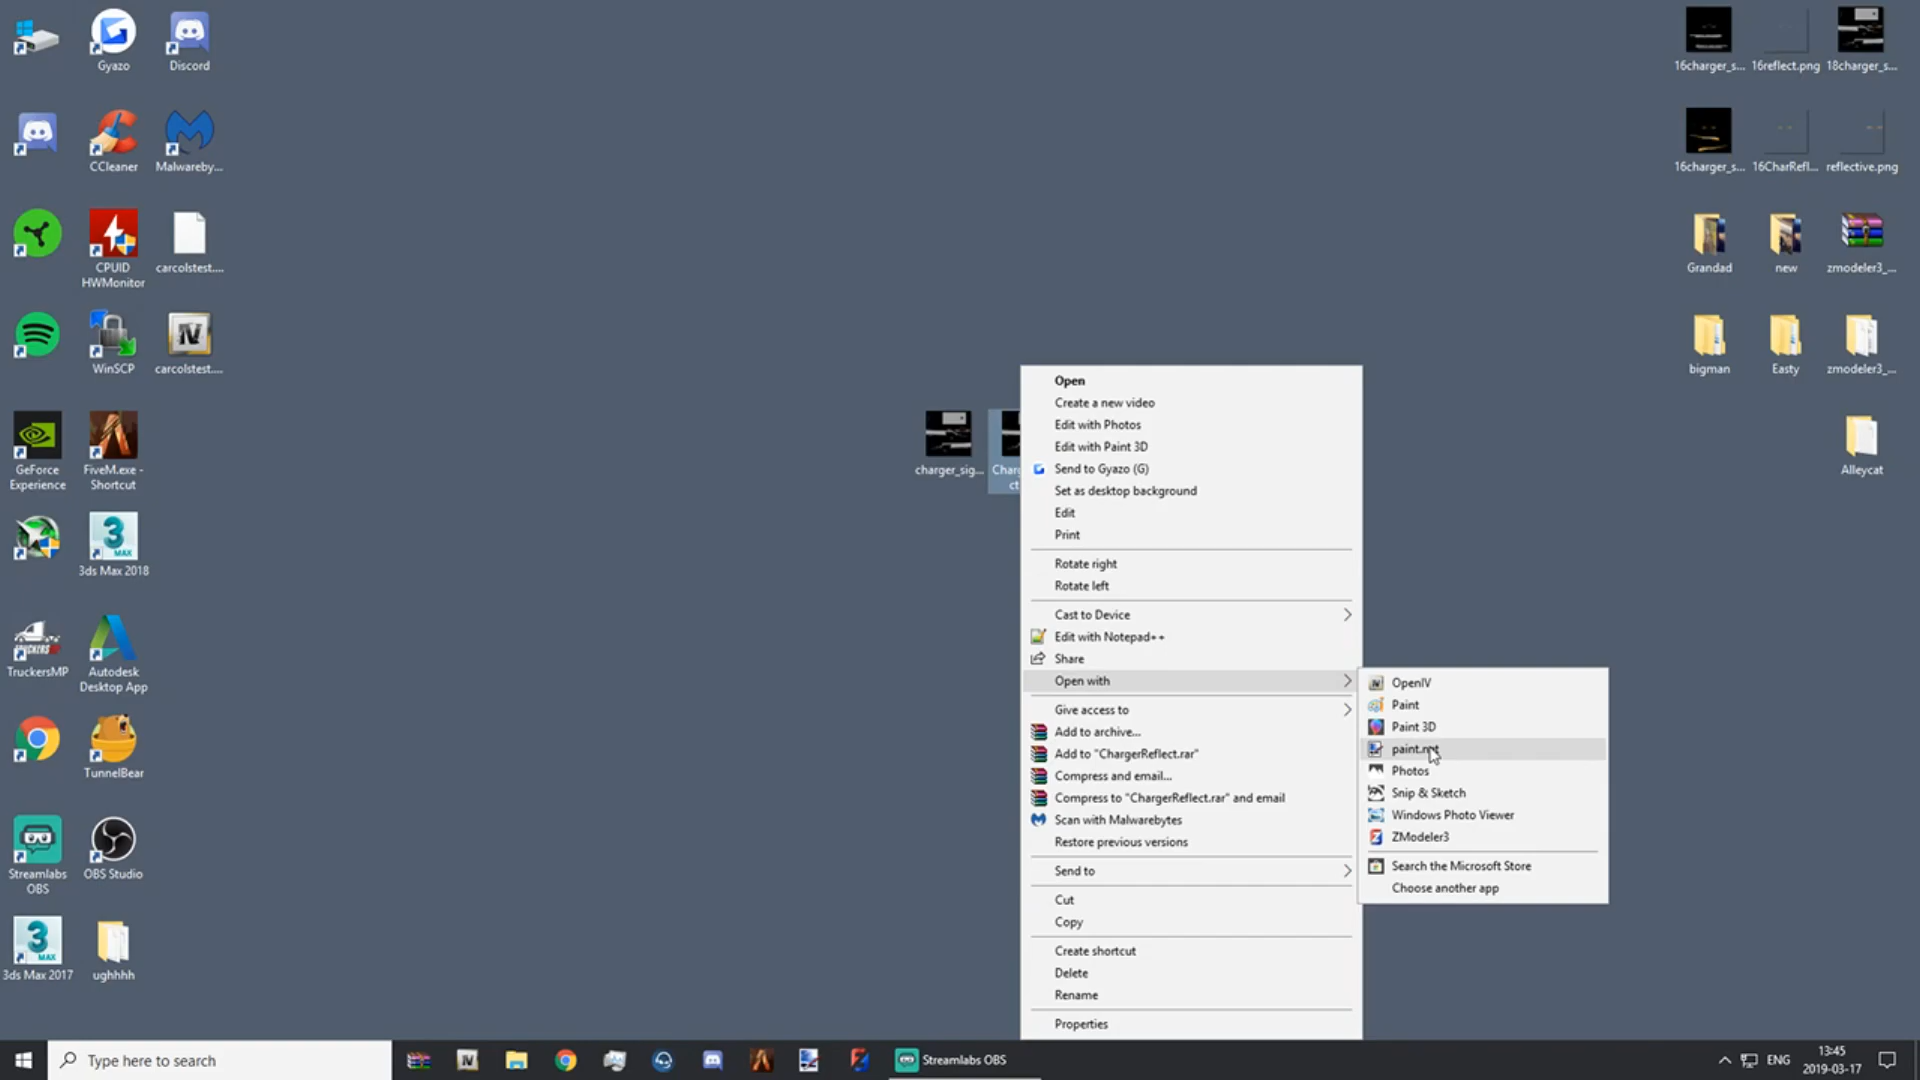 Gyazo
Discord
CCleaner
Malwareby...
CPUID
HWMonitor
carcolstest....
WinSCP
carcolstest....
GeForce
Experience
FiveM.exe -
Shortcut
3ds Max 2018
TruckersMP
Autodesk
Desktop App
TunnelBear
Streamlabs
OBS
OBS Studio
3ds Max 2017
ughhhh
charger_sig...
Open
Create a new video
Edit with Photos
Edit with Paint 3D
Send to Gyazo (G)
Set as desktop background
Edit
Print
Rotate right
Rotate left
Cast to Device
Edit with Notepad++
Share
Open with
Give access to
Add to archive...
Add to "ChargerReflect.rar"
Compress and email...
Compress to "ChargerReflect.rar" and email
Scan with Malwarebytes
Restore previous versions
Send to
Cut
Copy
Create shortcut
Delete
Rename
Properties
OpenIV
Paint
Paint 3D
paint.net
Photos
Snip & Sketch
Windows Photo Viewer
ZModeler3
Search the Microsoft Store
Choose another app
16charger_s... 16reflect.png 18charger_s...
16charger_s... 16CharRefl... reflective.png
Grandad new zmodeler3_...
bigman Easty zmodeler3_...
Alleycat
Type here to search
Streamlabs OBS
ENG
13:45
2019-03-17